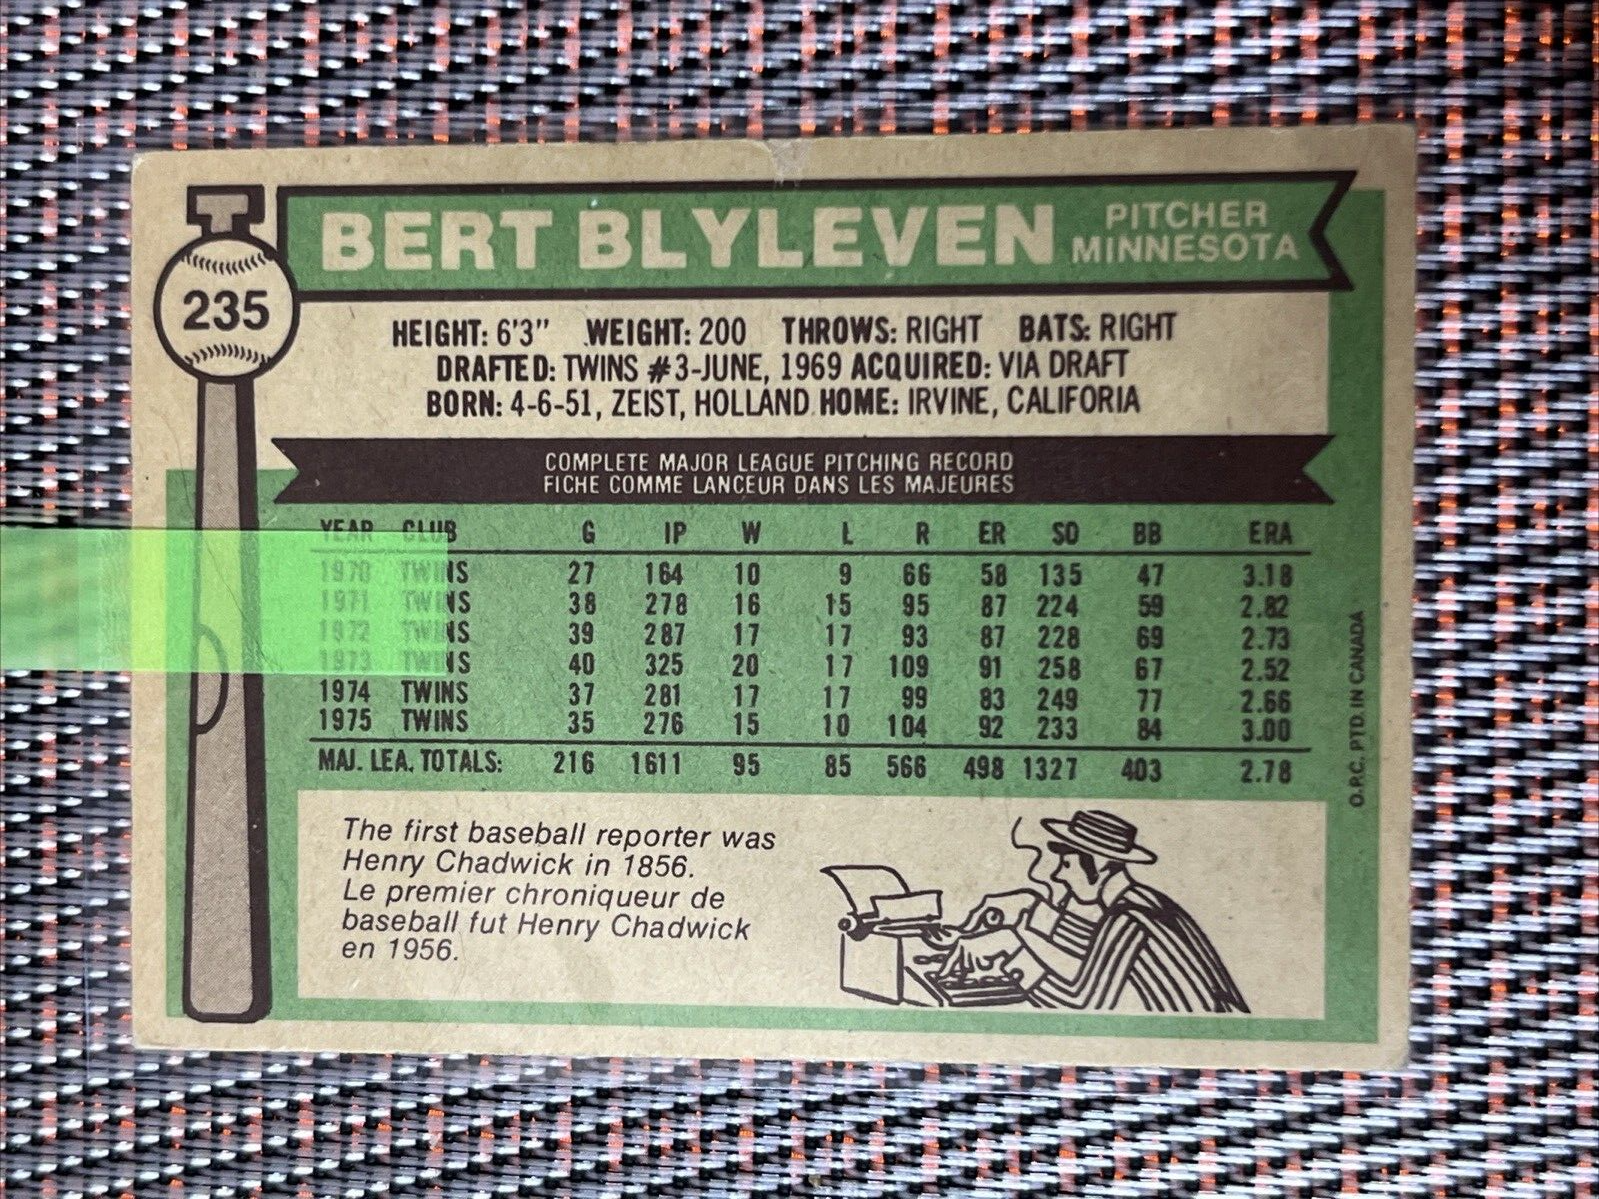 BERT BLYLEVEN PITCHER
MINNESOTA
235
HEIGHT: 6'3" WEIGHT: 200 THROWS: RIGHT BATS: RIGHT
DRAFTED: TWINS #3-JUNE, 1969 ACQUIRED: VIA DRAFT
BORN: 4-6-51, ZEIST, HOLLAND HOME: IRVINE, CALIFORIA
COMPLETE MAJOR LEAGUE PITCHING RECORD
FICHE COMME LANCEUR DANS LES MAJEURES
YEAR CLUB G IP W L R ER SO BB ERA
1970 TWINS 27 164 10 9 66 58 135 47 3.18
1971 TWINS 38 278 16 15 95 87 224 59 2.82
1972 TWINS 39 287 17 17 93 87 228 69 2.73
1973 TWINS 40 325 20 17 109 91 258 67 2.52
1974 TWINS 37 281 17 17 99 83 249 77 2.66
1975 TWINS 35 276 15 10 104 92 233 84 3.00
MAJ. LEA. TOTALS: 216 1611 95 85 566 498 1327 403 2.78
The first baseball reporter was
Henry Chadwick in 1856.
Le premier chroniqueur de
baseball fut Henry Chadwick
en 1956.
O.P.C. PTD. IN CANADA